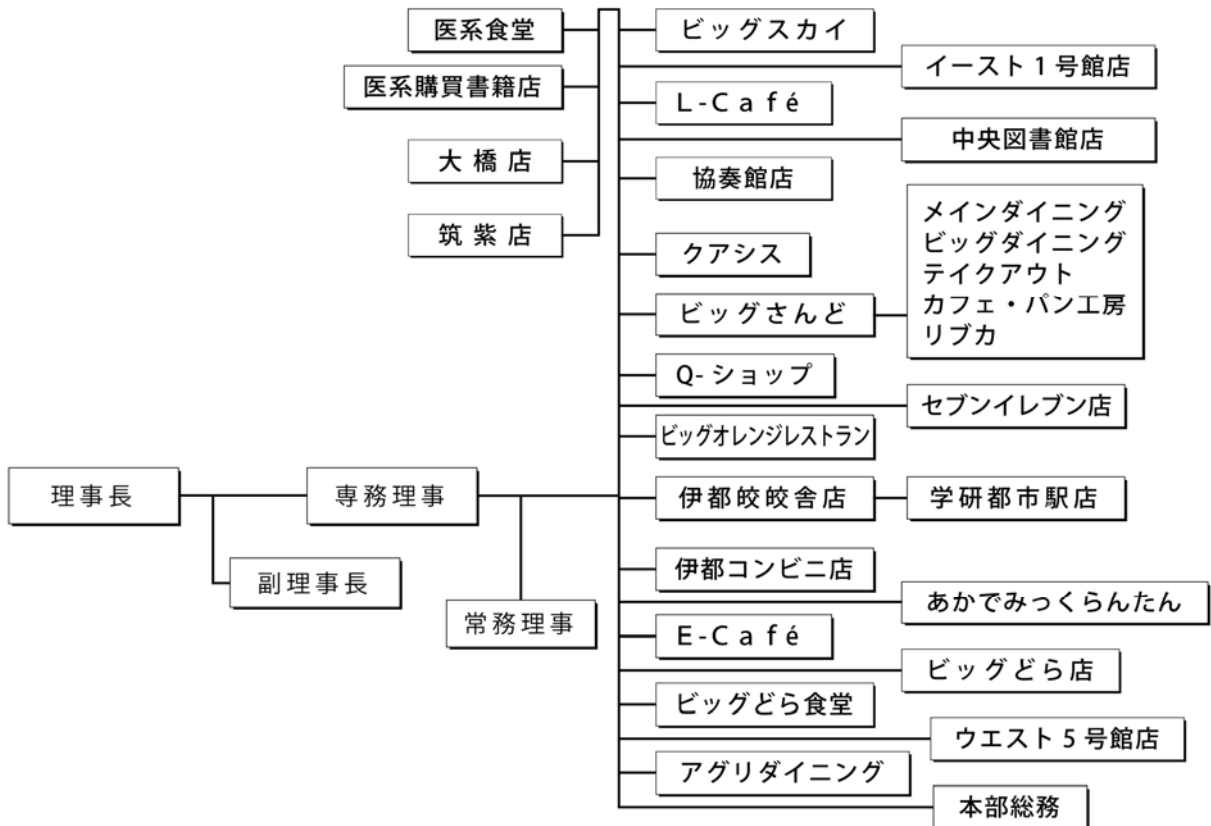 医系食堂
医系購買書籍店
大橋店
筑紫店
ビッグスカイ
イースト1号館店
L-Café
中央図書館店
協奏館店
クアシス
ビッグさんど
メインダイニング
ビッグダイニング
テイクアウト
カフェ・パン工房
リブカ
Q-ショップ
セブンイレブン店
ビッグオレンジレストラン
伊都皎皎舎店
学研都市駅店
伊都コンビニ店
あかでみっくらんたん
E-Café
ビッグどら店
ビッグどら食堂
ウエスト5号館店
アグリダイニング
本部総務
理事長
専務理事
副理事長
常務理事